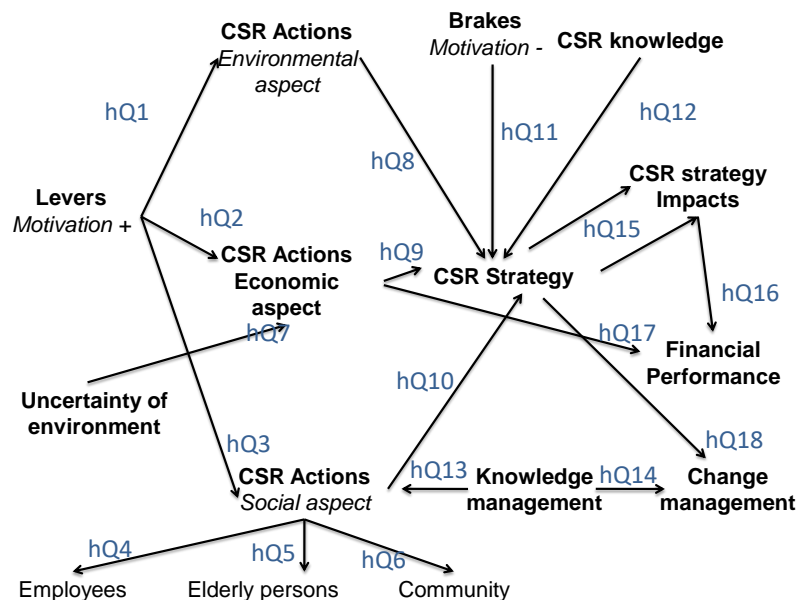 CSR Actions
Environmental
aspect
Brakes
Motivation -
CSR knowledge
hQ1
hQ8
hQ11
hQ12
Levers
Motivation +
hQ2
CSR Actions
Economic
aspect
hQ9
CSR Strategy
hQ15
CSR strategy
Impacts
hQ16
hQ7
hQ17
Financial
Performance
Uncertainty of
environment
hQ10
hQ3
CSR Actions
Social aspect
hQ13
Knowledge
management
hQ14
hQ18
Change
management
hQ4
hQ5
hQ6
Employees
Elderly persons
Community